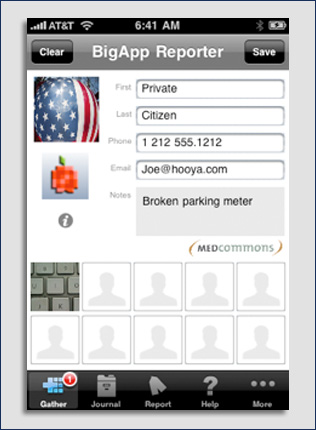 AT&T 6:41 AM
Clear BigApp Reporter Save
First Private
Last Citizen
Phone 1 212 555.1212
Email Joe@hooya.com
Notes Broken parking meter
MEDcommons
1
Gather Journal Report Help More